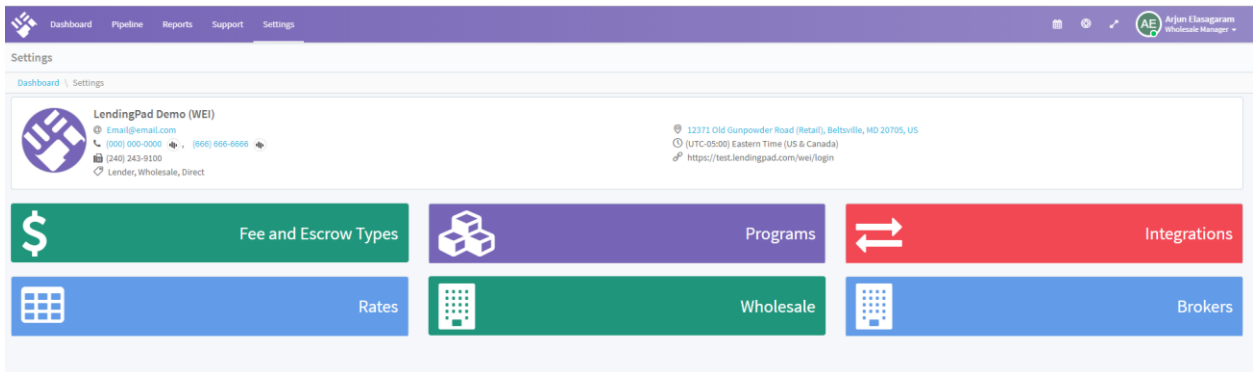 Dashboard Pipeline Reports Support Settings
AE Arjun Elasagaram
Wholesale Manager
Settings
Dashboard \ Settings
LendingPad Demo (WEI)
Email@email.com
(000) 000-0000 , (666) 666-6666
(240) 243-9100
Lender, Wholesale, Direct
12371 Old Gunpowder Road (Retail), Beltsville, MD 20705, US
(UTC-05:00) Eastern Time (US & Canada)
https://test.lendingpad.com/wei/login
Fee and Escrow Types
Programs
Integrations
Rates
Wholesale
Brokers